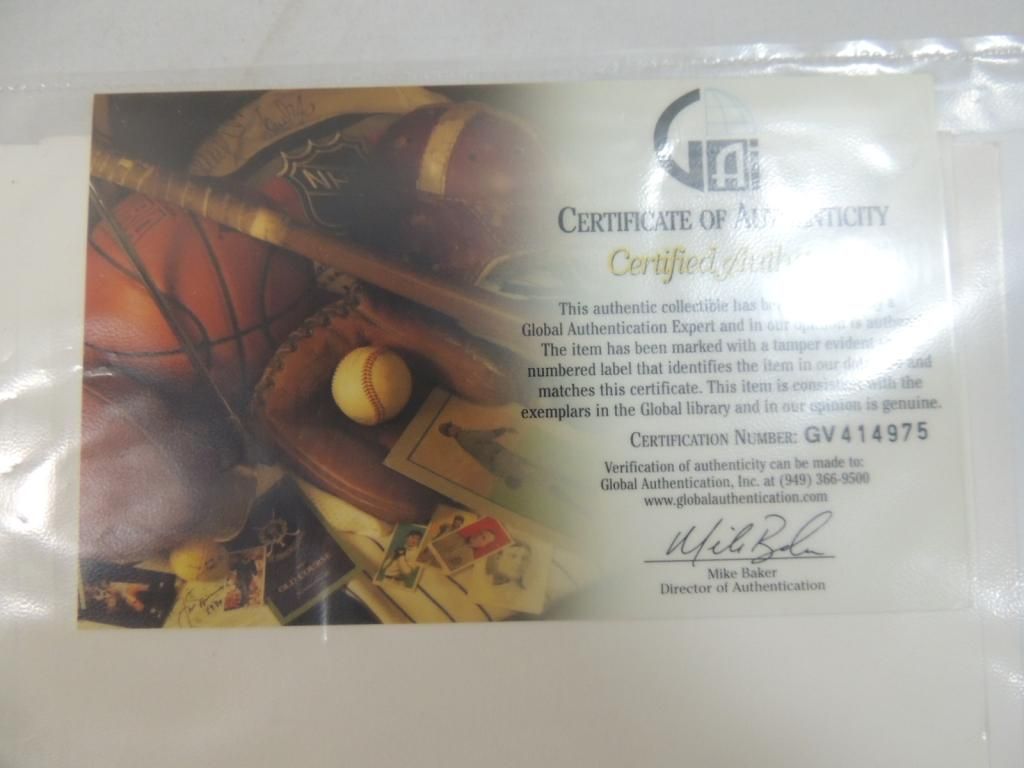 GAi
CERTIFICATE OF AUTHENTICITY
Certified
This authentic collectible has a
Global Authentication Expert and in our opinion is
The item has been marked with a tamper evident
numbered label that identifies the item in our and
matches this certificate. This item is consistent with the
exemplars in the Global library and in our opinion is genuine.
CERTIFICATION NUMBER: GV414975
Verification of authenticity can be made to:
Global Authentication, Inc. at (949) 366-9500
www.globalauthentication.com
Mike Baker
Mike Baker
Director of Authentication